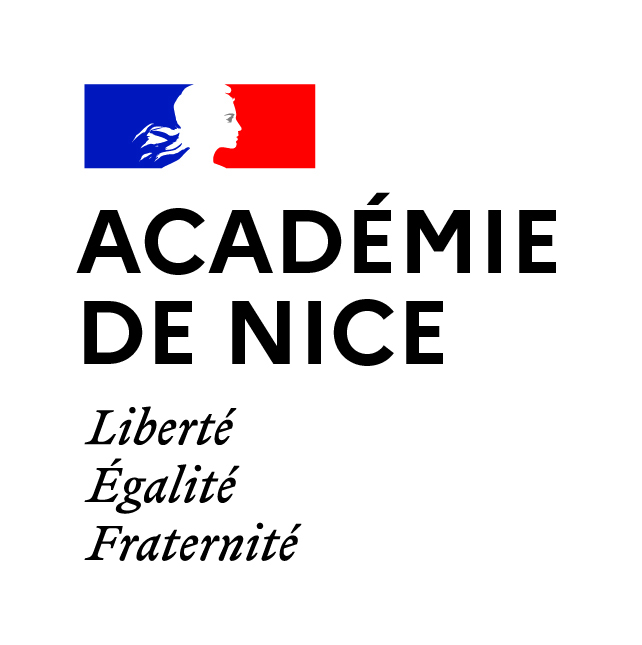 ACADÉMIE
DE NICE
Liberté
Égalité
Fraternité